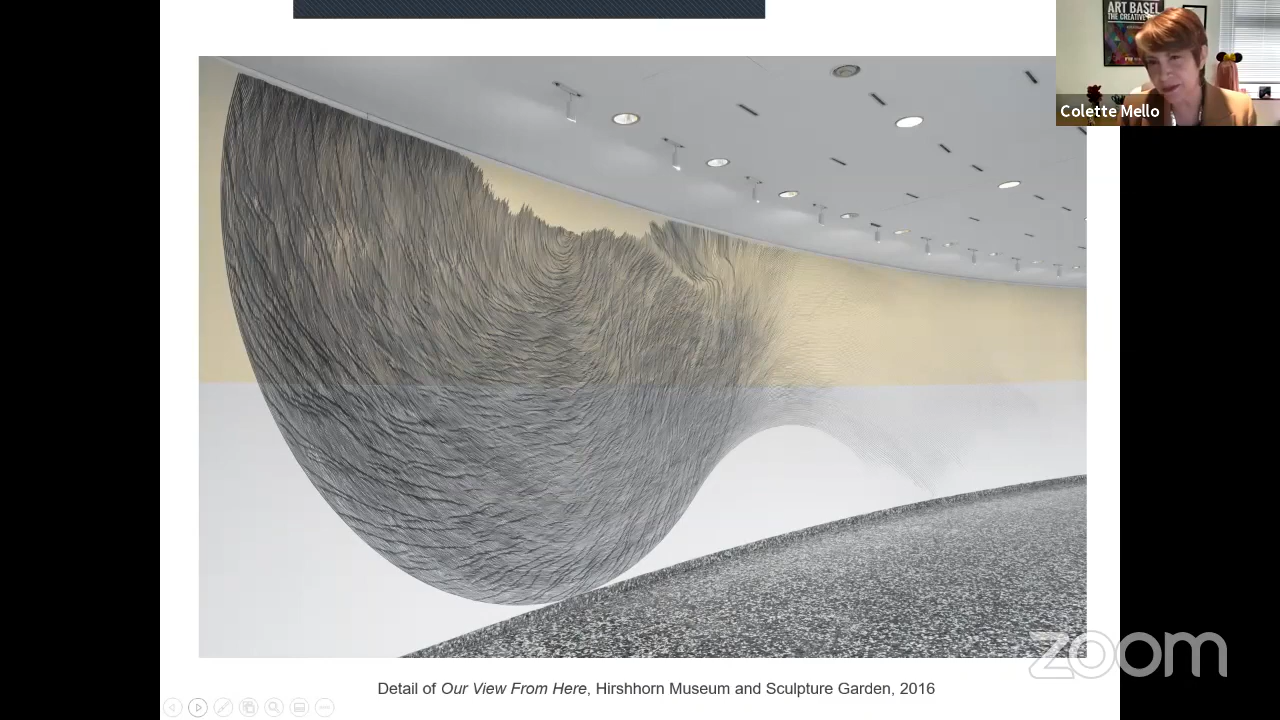 ART BASEL
THE CREATIVE
Colette Mello
zoom
Detail of Our View From Here, Hirshhorn Museum and Sculpture Garden, 2016